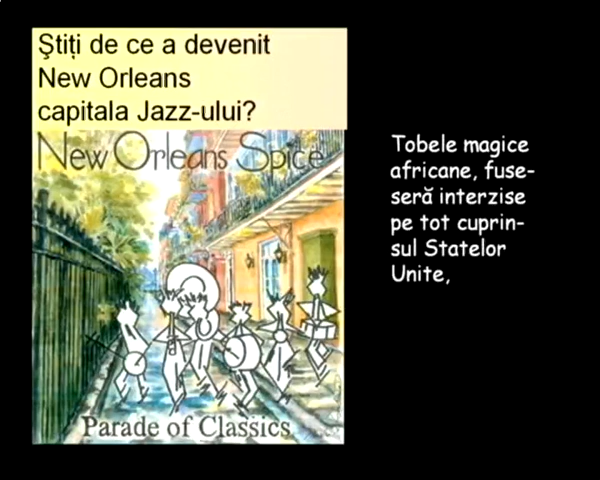 Ştiţi de ce a devenit
New Orleans
capitala Jazz-ului?
New Orleans Spice
Parade of Classics
Tobele magice
africane, fuse-
seră interzise
pe tot cuprin-
sul Statelor
Unite,